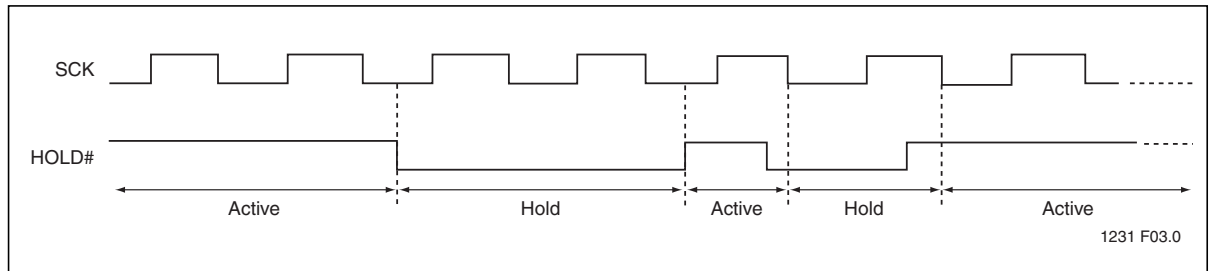 SCK
HOLD#
Active Hold Active Hold Active
1231 F03.0